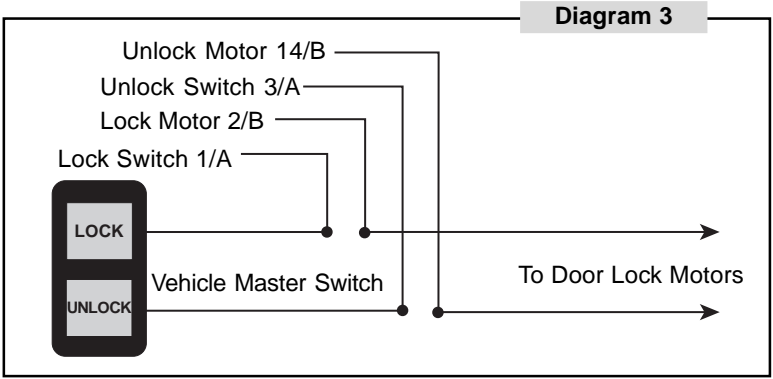 Diagram 3
Unlock Motor 14/B
Unlock Switch 3/A
Lock Motor 2/B
Lock Switch 1/A
LOCK
Vehicle Master Switch
To Door Lock Motors
UNLOCK